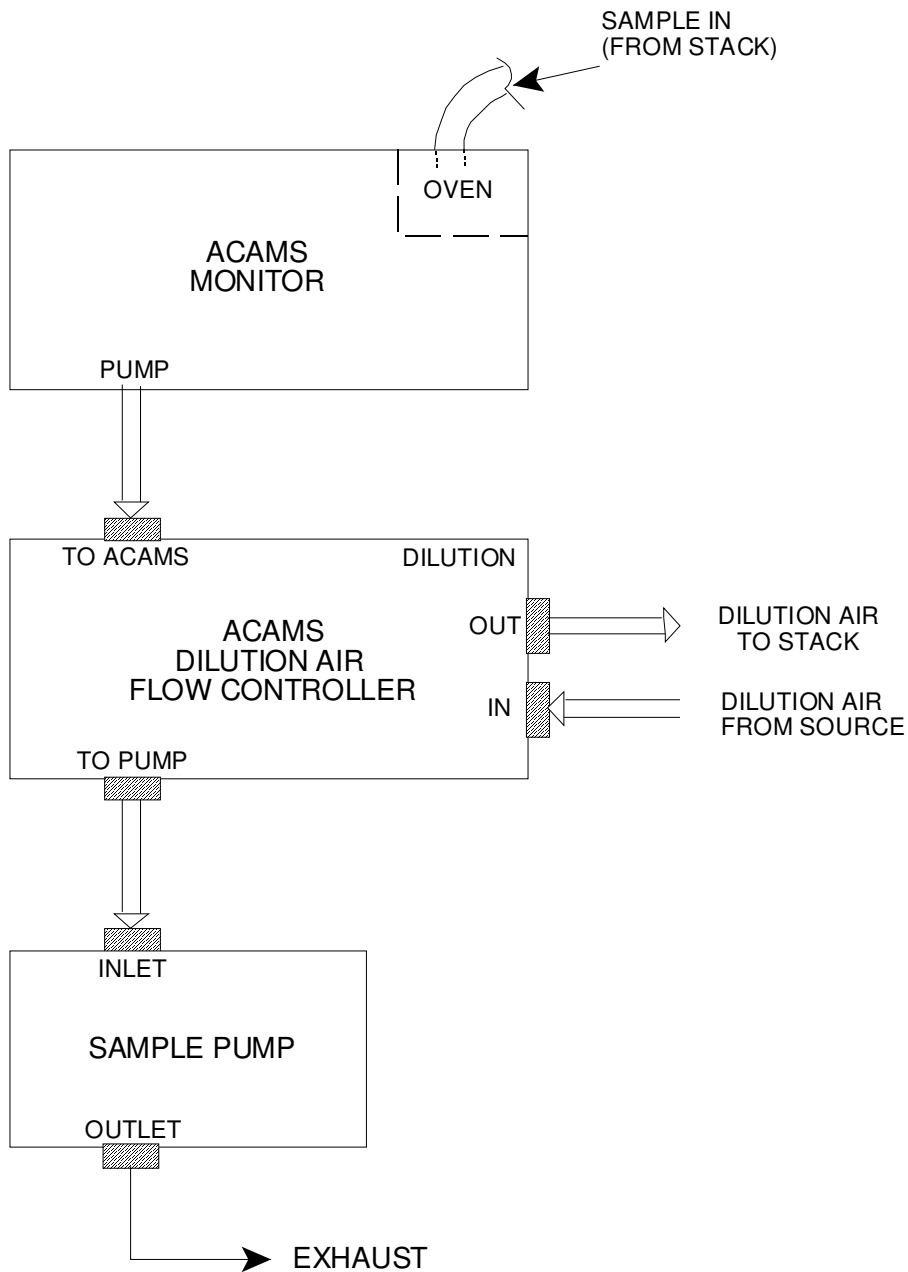 SAMPLE IN
(FROM STACK)
OVEN
ACAMS
MONITOR
PUMP
TO ACAMS
DILUTION
ACAMS
DILUTION AIR
FLOW CONTROLLER
OUT
DILUTION AIR
TO STACK
IN
DILUTION AIR
FROM SOURCE
TO PUMP
INLET
SAMPLE PUMP
OUTLET
EXHAUST